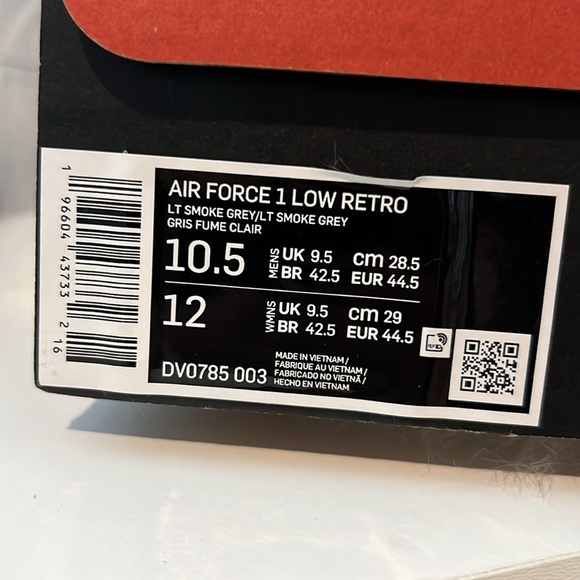 AIR FORCE 1 LOW RETRO
LT SMOKE GREY/LT SMOKE GREY
GRIS FUME CLAIR
10.5 MENS UK 9.5 cm 28.5
BR 42.5 EUR 44.5
12 WMNS UK 9.5 cm 29
BR 42.5 EUR 44.5
DV0785 003
MADE IN VIETNAM /
FABRIQUE AU VIETNAM /
FABRICADO NO VIETNÃ /
HECHO EN VIETNAM
RFID
1 96604 43733 2 16